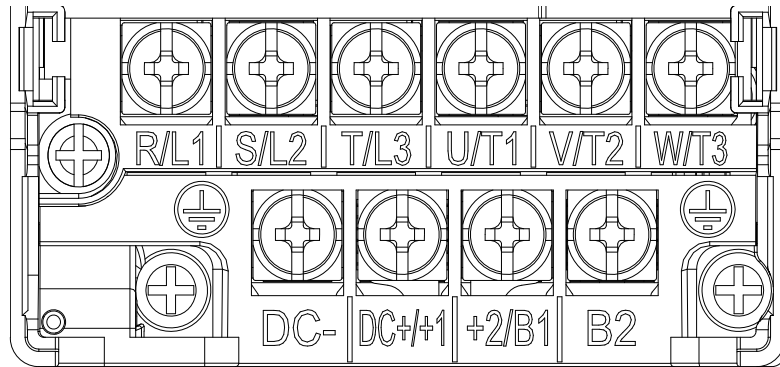 R/L1 S/L2 T/L3 U/T1 V/T2 W/T3
DC- DC+/+1 +2/B1 B2